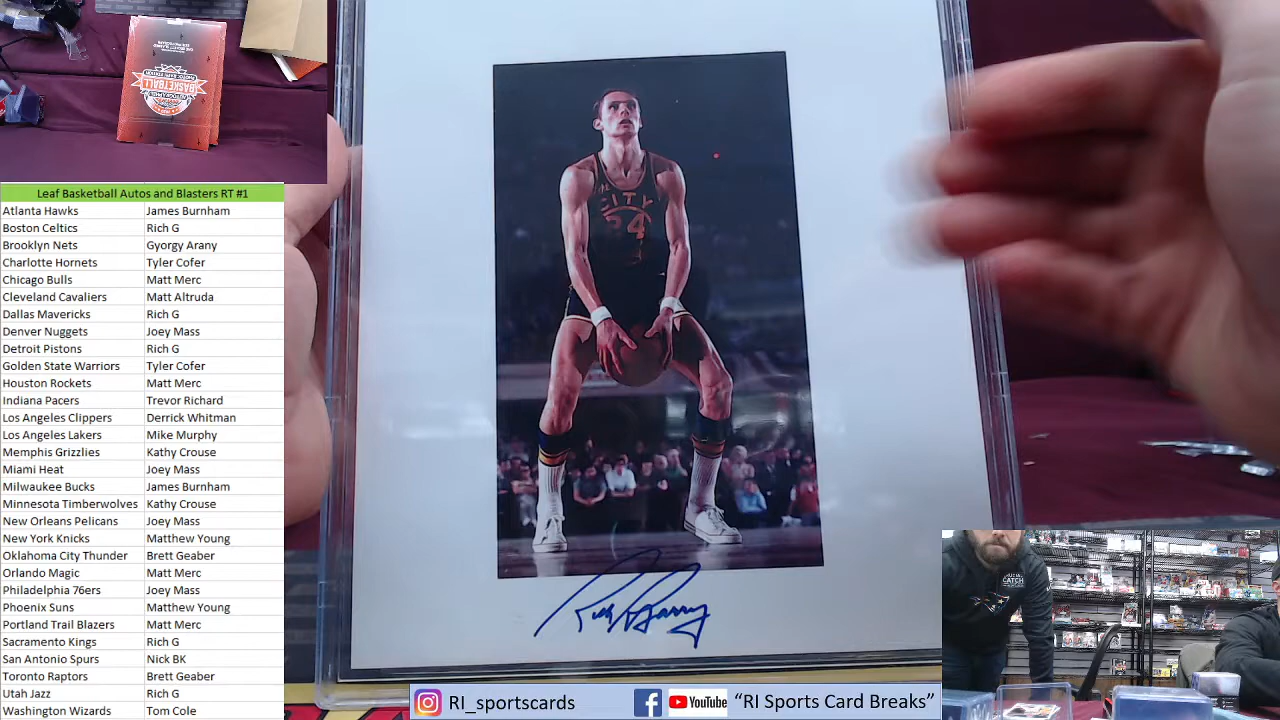 BASKETBALL
Leaf Basketball Autos and Blasters RT #1
Atlanta Hawks James Burnham
Boston Celtics Rich G
Brooklyn Nets Gyorgy Arany
Charlotte Hornets Tyler Cofer
Chicago Bulls Matt Merc
Cleveland Cavaliers Matt Altruda
Dallas Mavericks Rich G
Denver Nuggets Joey Mass
Detroit Pistons Rich G
Golden State Warriors Tyler Cofer
Houston Rockets Matt Merc
Indiana Pacers Trevor Richard
Los Angeles Clippers Derrick Whitman
Los Angeles Lakers Mike Murphy
Memphis Grizzlies Kathy Crouse
Miami Heat Joey Mass
Milwaukee Bucks James Burnham
Minnesota Timberwolves Kathy Crouse
New Orleans Pelicans Joey Mass
New York Knicks Matthew Young
Oklahoma City Thunder Brett Geaber
Orlando Magic Matt Merc
Philadelphia 76ers Joey Mass
Phoenix Suns Matthew Young
Portland Trail Blazers Matt Merc
Sacramento Kings Rich G
San Antonio Spurs Nick BK
Toronto Raptors Brett Geaber
Utah Jazz Rich G
Washington Wizards Tom Cole
CITY
24
Rick Barry
CATCH
RI_sportscards YouTube "RI Sports Card Breaks"